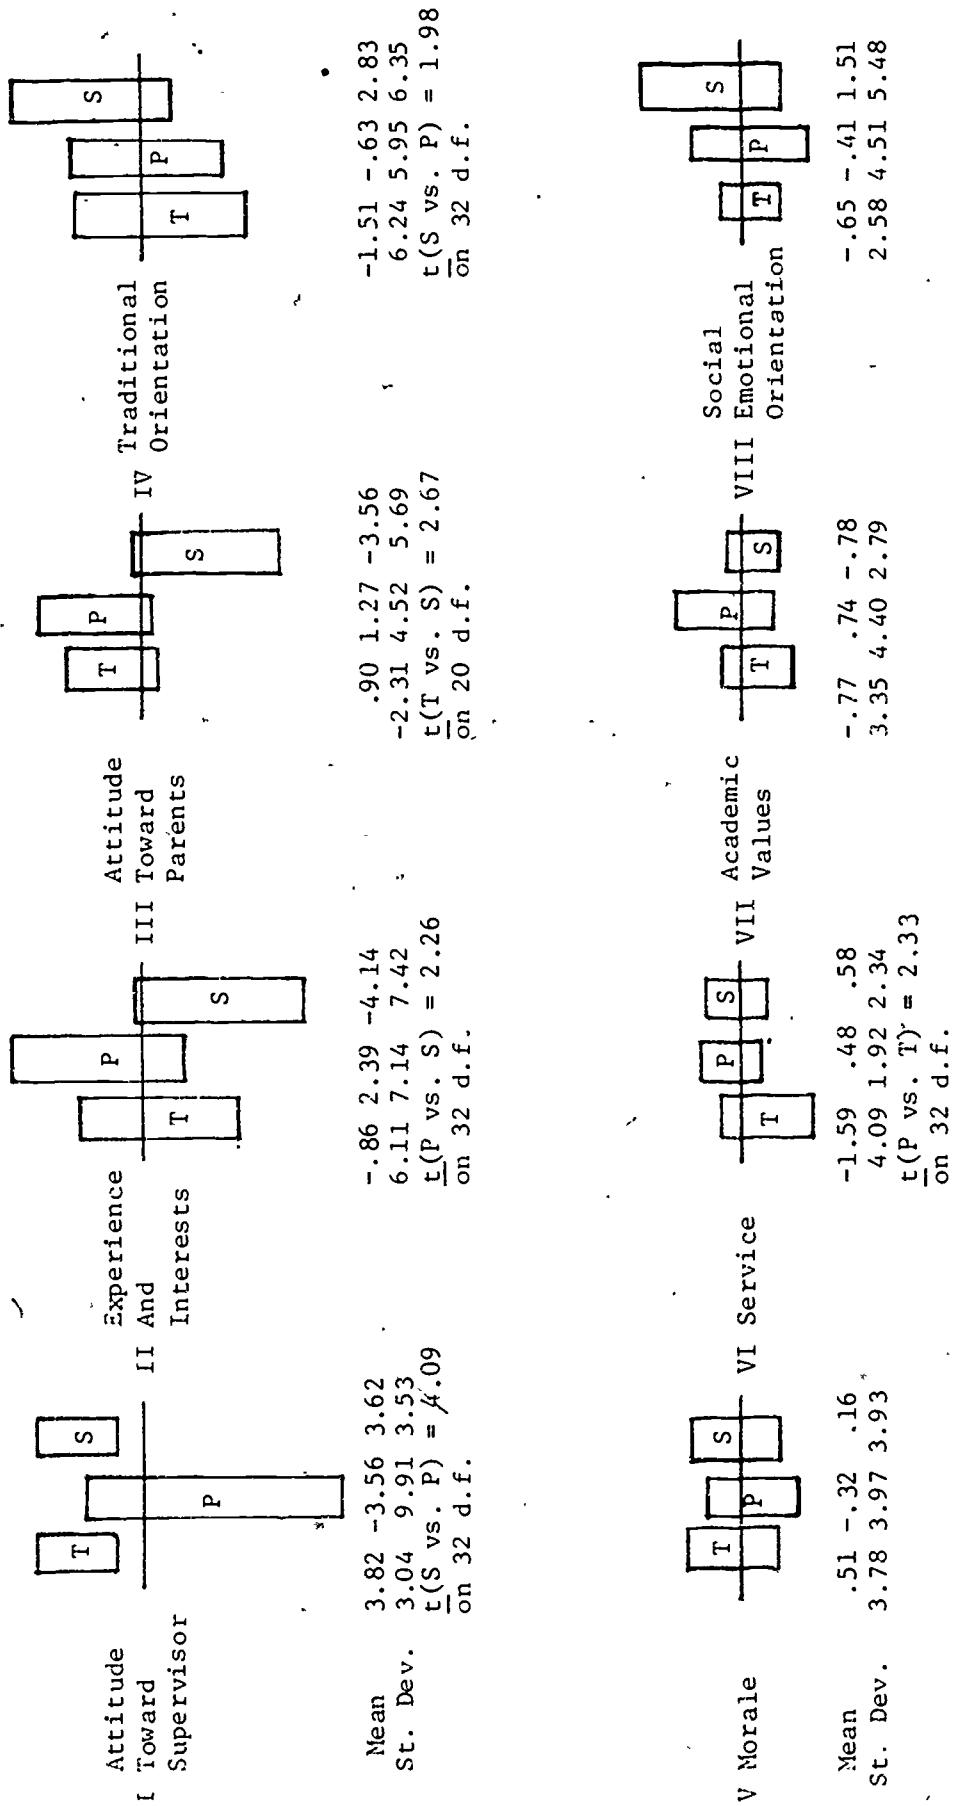 Attitude
I Toward
Supervisor
T
P
S
Mean 3.82 -3.56 3.62
St. Dev. 3.04 9.91 3.53
t(S vs. P) = 4.09
on 32 d.f.
Experience
II And
Interests
T
P
S
-.86 2.39 -4.14
6.11 7.14 7.42
t(P vs. S) = 2.26
on 32 d.f.
Attitude
III Toward
Parents
T
P
S
.90 1.27 -3.56
-2.31 4.52 5.69
t(T vs. S) = 2.67
on 20 d.f.
Traditional
IV
Orientation
T
P
S
-1.51 -.63 2.83
6.24 5.95 6.35
t(S vs. P) = 1.98
on 32 d.f.
V Morale
T
P
S
Mean .51 -.32 .16
St. Dev. 3.78 3.97 3.93
VI Service
T
P
S
-1.59 .48 .58
4.09 1.92 2.34
t(P vs. T) = 2.33
on 32 d.f.
Academic
VII
Values
T
P
S
-.77 .74 -.78
3.35 4.40 2.79
Social
VIII Emotional
Orientation
T
P
S
-.65 -.41 1.51
2.58 4.51 5.48